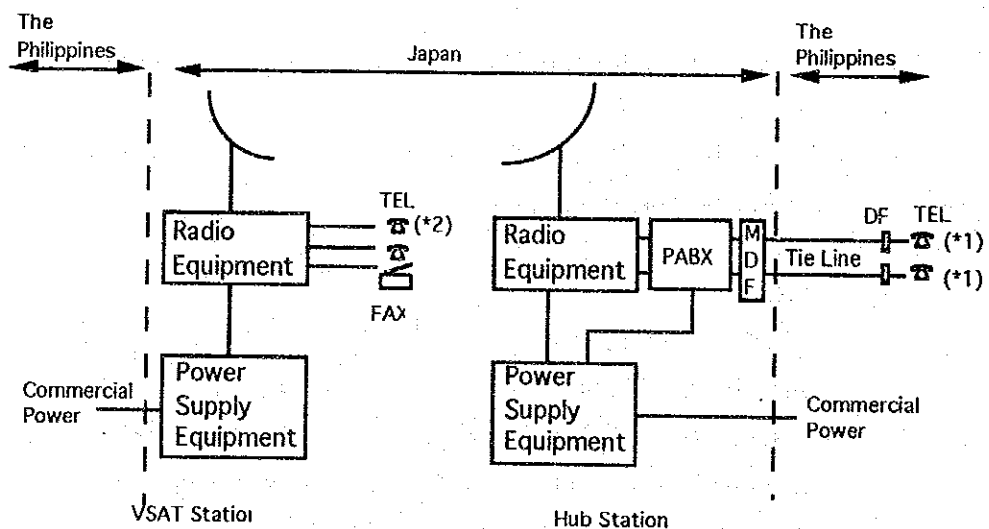 The
Philippines
Japan
The
Philippines
TEL
(*2)
FAX
Radio
Equipment
Radio
Equipment
PABX
M
D
F
DF
TEL
(*1)
Tie Line
(*1)
Commercial
Power
Power
Supply
Equipment
Power
Supply
Equipment
Commercial
Power
VSAT Station
Hub Station